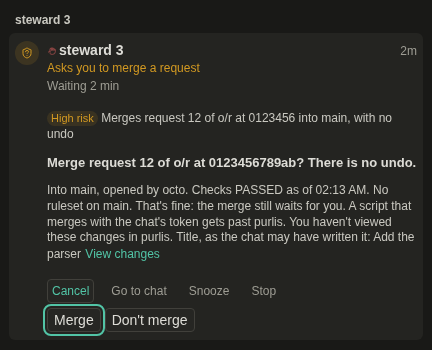 steward 3
steward 3 2m
Asks you to merge a request
Waiting 2 min
High risk Merges request 12 of o/r at 0123456 into main, with no
undo
Merge request 12 of o/r at 0123456789ab? There is no undo.
Into main, opened by octo. Checks PASSED as of 02:13 AM. No
ruleset on main. That's fine: the merge still waits for you. A script that
merges with the chat's token gets past purlis. You haven't viewed
these changes in purlis. Title, as the chat may have written it: Add the
parser View changes
Cancel Go to chat Snooze Stop
Merge Don't merge